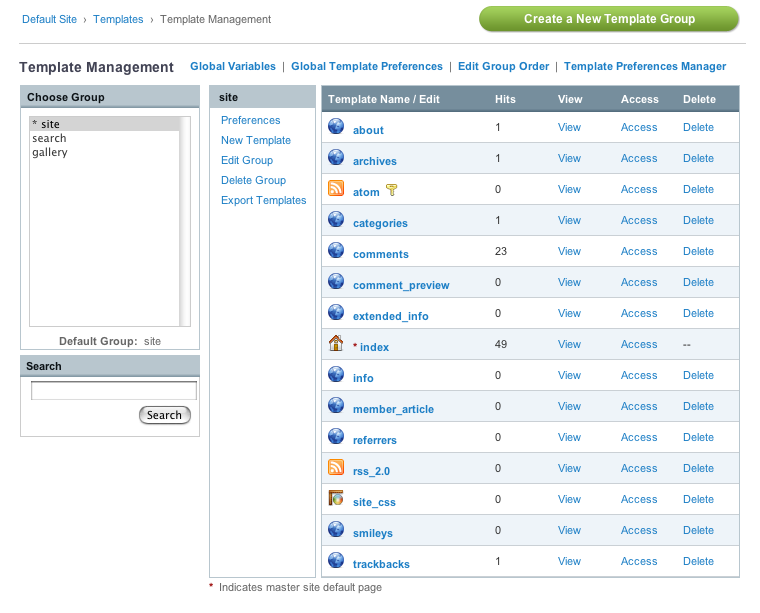 Default Site › Templates › Template Management
Create a New Template Group
Template Management
Global Variables | Global Template Preferences | Edit Group Order | Template Preferences Manager
Choose Group
* site
search
gallery
Default Group: site
Search
Search
site
Preferences
New Template
Edit Group
Delete Group
Export Templates
Template Name / Edit Hits View Access Delete
about 1 View Access Delete
archives 1 View Access Delete
atom 0 View Access Delete
categories 1 View Access Delete
comments 23 View Access Delete
comment_preview 0 View Access Delete
extended_info 0 View Access Delete
* index 49 View Access --
info 0 View Access Delete
member_article 0 View Access Delete
referrers 0 View Access Delete
rss_2.0 0 View Access Delete
site_css 0 View Access Delete
smileys 0 View Access Delete
trackbacks 1 View Access Delete
* Indicates master site default page